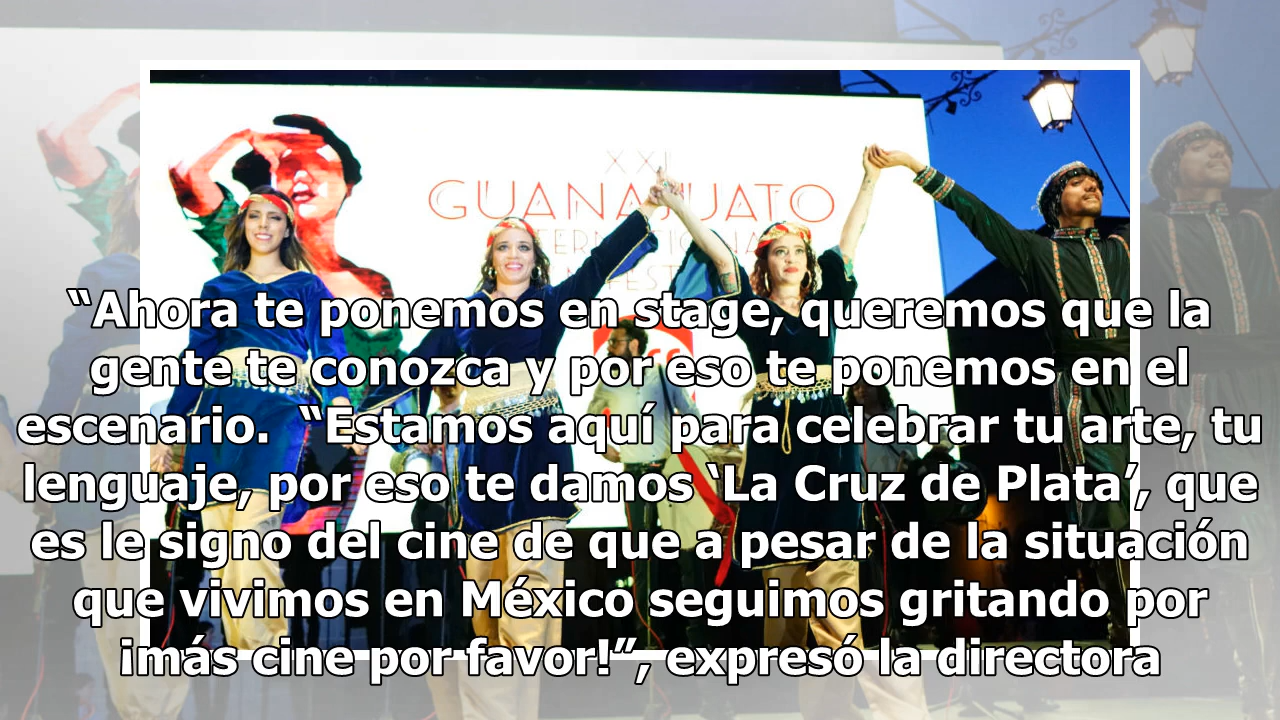 XXI
GUANAJUATO
“Ahora te ponemos en stage, queremos que la
gente te conozca y por eso te ponemos en el
escenario.  “Estamos aquí para celebrar tu arte, tu
lenguaje, por eso te damos ‘La Cruz de Plata’, que
es le signo del cine de que a pesar de la situación
que vivimos en México seguimos gritando por
¡más cine por favor!”, expresó la directora